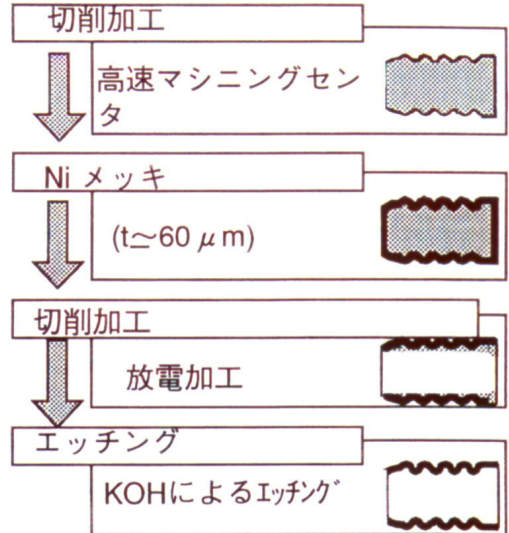 切削加工
高速マシニングセン
タ
Ni メッキ
(t≃60 μm)
切削加工
放電加工
エッチング
KOHによるｴｯﾁﾝｸﾞ